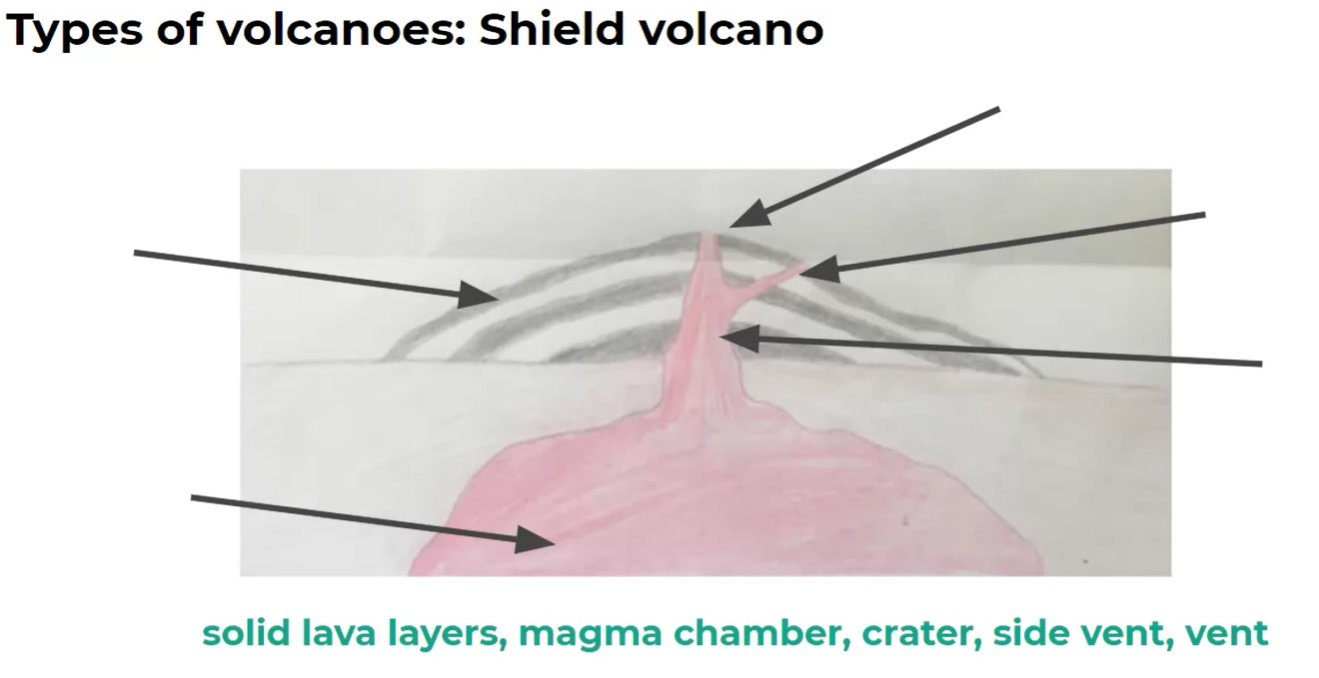 Types of volcanoes: Shield volcano
solid lava layers, magma chamber, crater, side vent, vent